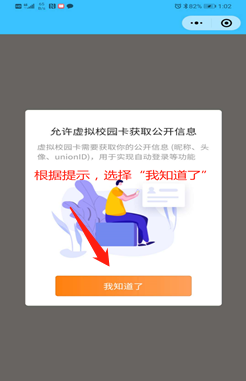 82% 1:02
允许虚拟校园卡获取公开信息
虚拟校园卡需要获取你的公开信息 (昵称、头
像、unionID)，用于实现自动登录等功能
根据提示，选择“我知道了”
我知道了